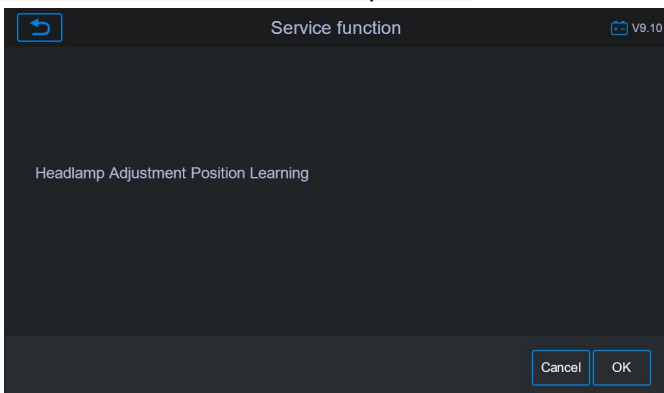 Service function
V9.10
Headlamp Adjustment Position Learning
Cancel
OK